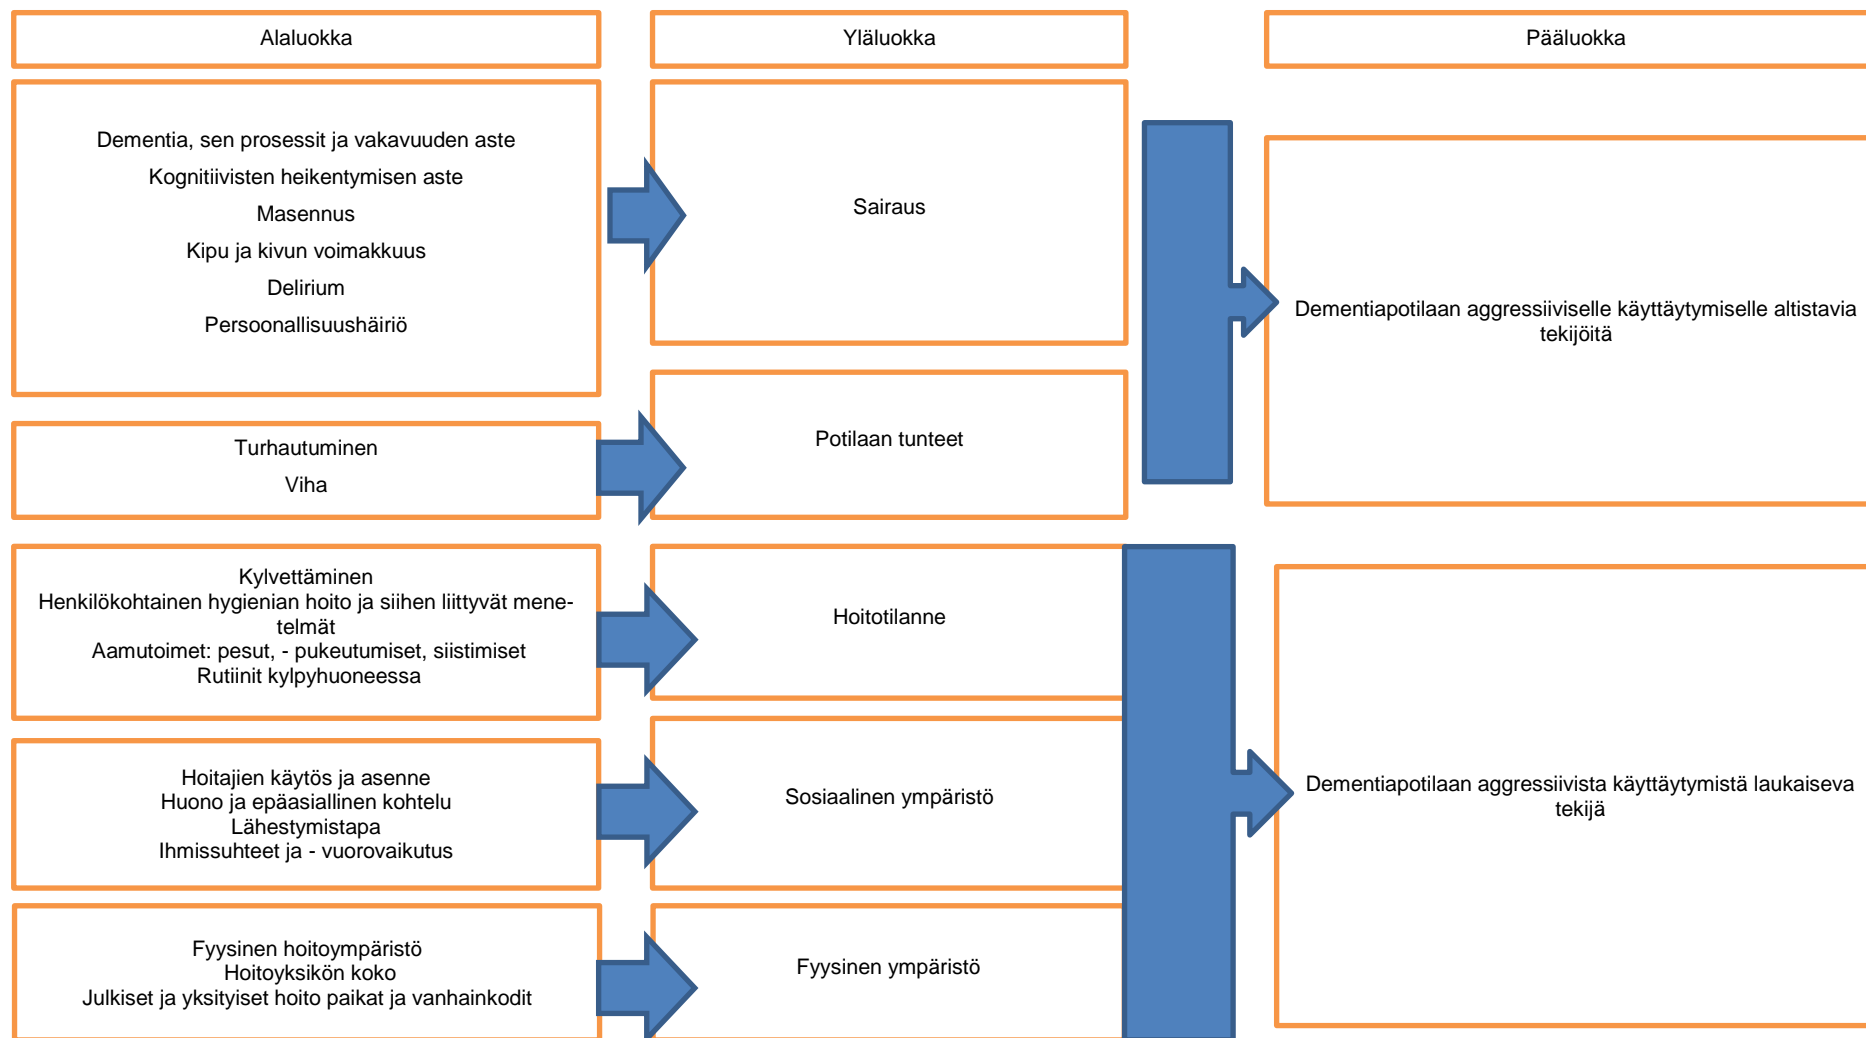 Alaluokka
Yläluokka
Pääluokka
Dementia, sen prosessit ja vakavuuden aste
Kognitiivisten heikentymisen aste
Masennus
Kipu ja kivun voimakkuus
Delirium
Persoonallisuushäiriö
Sairaus
Dementiapotilaan aggressiiviselle käyttäytymiselle altistavia
tekijöitä
Turhautuminen
Viha
Potilaan tunteet
Kylvettäminen
Henkilökohtainen hygienian hoito ja siihen liittyvät mene-
telmät
Aamutoimet: pesut, - pukeutumiset, siistimiset
Rutiinit kylpyhuoneessa
Hoitotilanne
Hoitajien käytös ja asenne
Huono ja epäasiallinen kohtelu
Lähestymistapa
Ihmissuhteet ja - vuorovaikutus
Sosiaalinen ympäristö
Dementiapotilaan aggressiivista käyttäytymistä laukaiseva
tekijä
Fyysinen hoitoympäristö
Hoitoyksikön koko
Julkiset ja yksityiset hoito paikat ja vanhainkodit
Fyysinen ympäristö